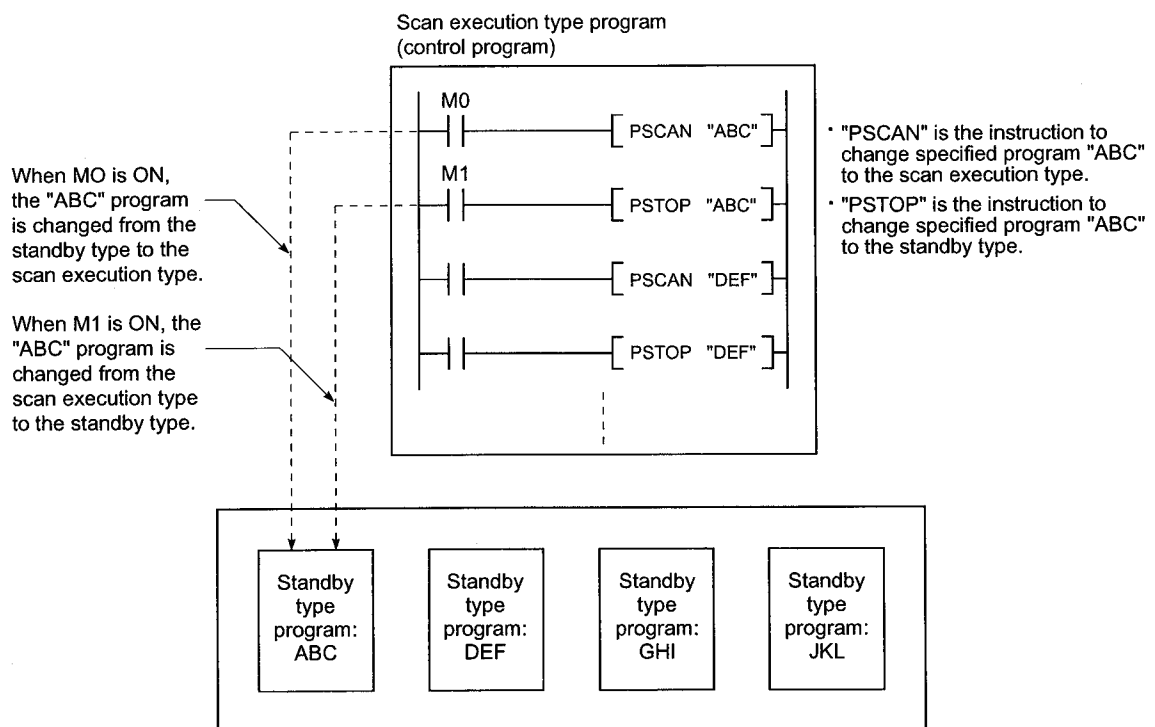 Scan execution type program
(control program)
M0
PSCAN "ABC"
M1
PSTOP "ABC"
PSCAN "DEF"
PSTOP "DEF"
When MO is ON,
the "ABC" program
is changed from the
standby type to the
scan execution type.
When M1 is ON, the
"ABC" program is
changed from the
scan execution type
to the standby type.
· "PSCAN" is the instruction to
change specified program "ABC"
to the scan execution type.
· "PSTOP" is the instruction to
change specified program "ABC"
to the standby type.
Standby
type
program:
ABC
Standby
type
program:
DEF
Standby
type
program:
GHI
Standby
type
program:
JKL